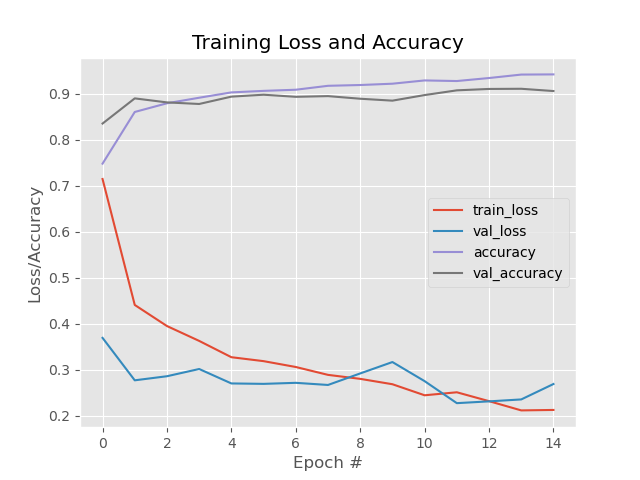 Training Loss and Accuracy
Loss/Accuracy
0.9
0.8
0.7
0.6
0.5
0.4
0.3
0.2
train_loss
val_loss
accuracy
val_accuracy
0 2 4 6 8 10 12 14
Epoch #